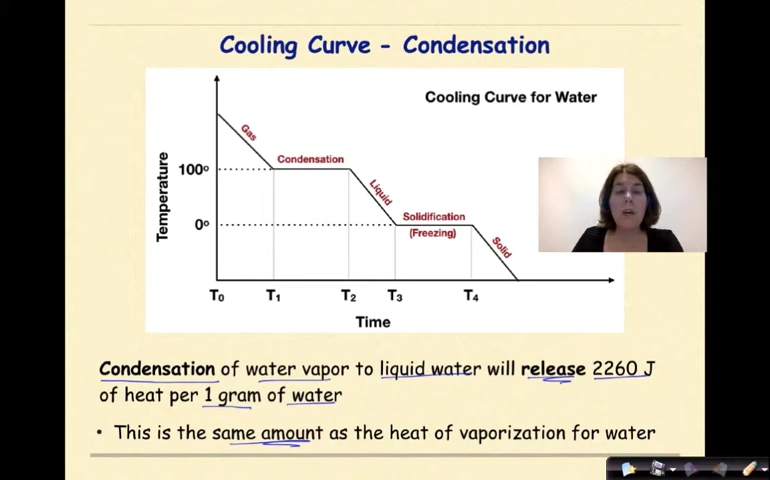 Cooling Curve - Condensation
Cooling Curve for Water
Gas
Condensation
100°
Liquid
Temperature
Solidification
0°
(Freezing)
Solid
T₀ T₁ T₂ T₃ T₄
Time
Condensation of water vapor to liquid water will release 2260 J
of heat per 1 gram of water
• This is the same amount as the heat of vaporization for water